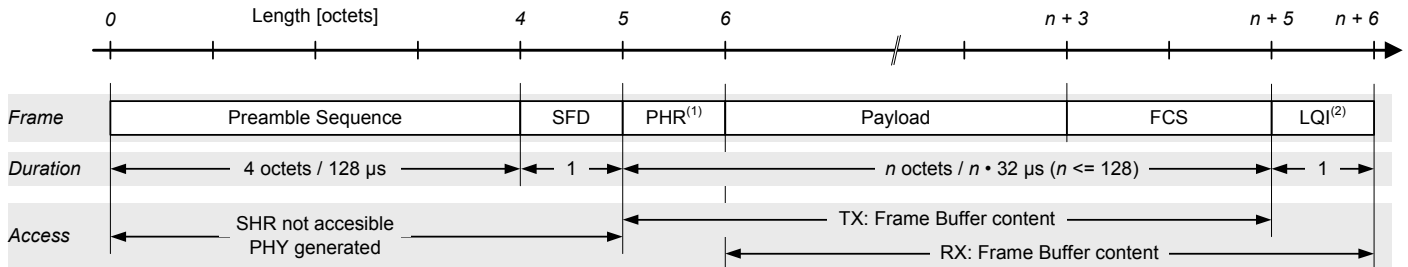 0 Length [octets] 4 5 6 n + 3 n + 5 n + 6
Frame Preamble Sequence SFD PHR(1) Payload FCS LQI(2)
Duration 4 octets / 128 µs 1 n octets / n • 32 µs (n <= 128) 1
Access SHR not accesible PHY generated TX: Frame Buffer content
RX: Frame Buffer content